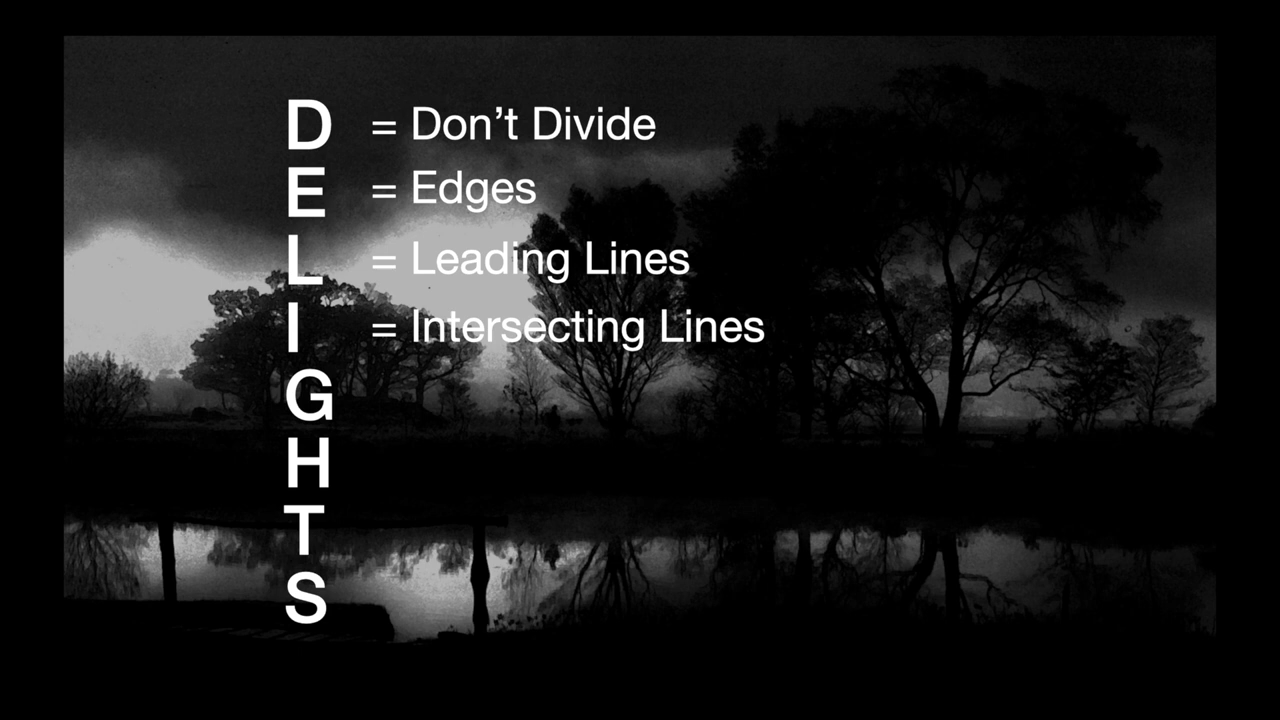 D = Don't Divide
E = Edges
L = Leading Lines
I = Intersecting Lines
G
H
T
S